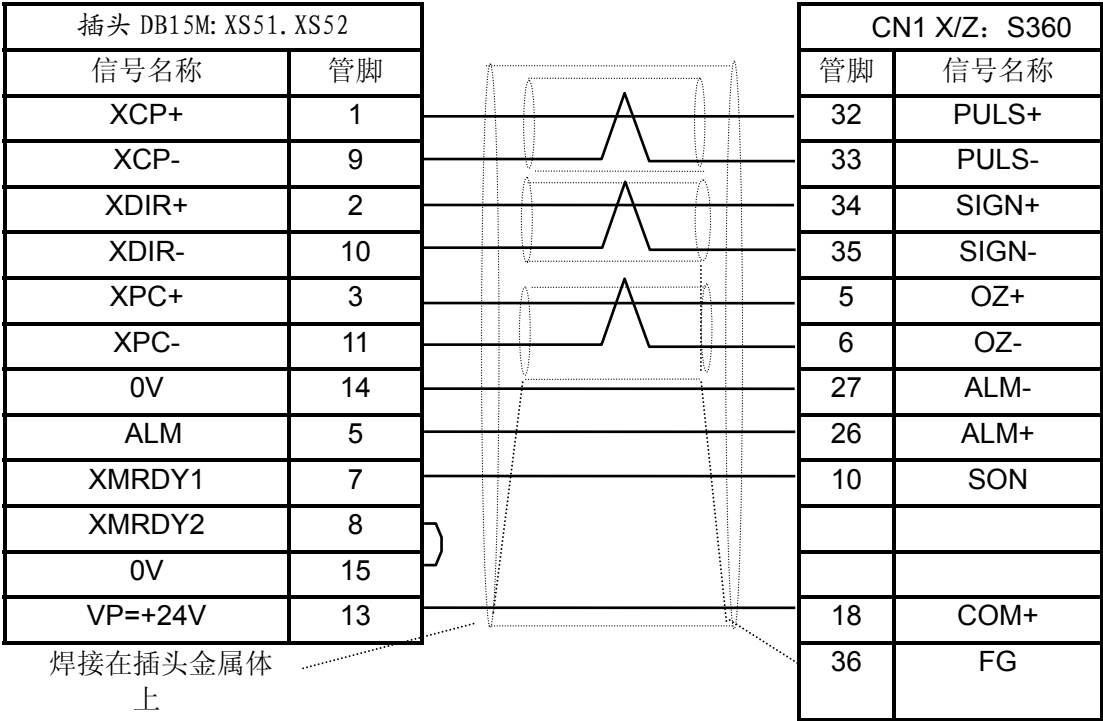 插头 DB15M: XS51. XS52 CN1 X/Z：S360
信号名称 管脚 管脚 信号名称
XCP+ 1 32 PULS+
XCP- 9 33 PULS-
XDIR+ 2 34 SIGN+
XDIR- 10 35 SIGN-
XPC+ 3 5 OZ+
XPC- 11 6 OZ-
0V 14 27 ALM-
ALM 5 26 ALM+
XMRDY1 7 10 SON
XMRDY2 8
0V 15
VP=+24V 13 18 COM+
焊接在插头金属体 36 FG
上